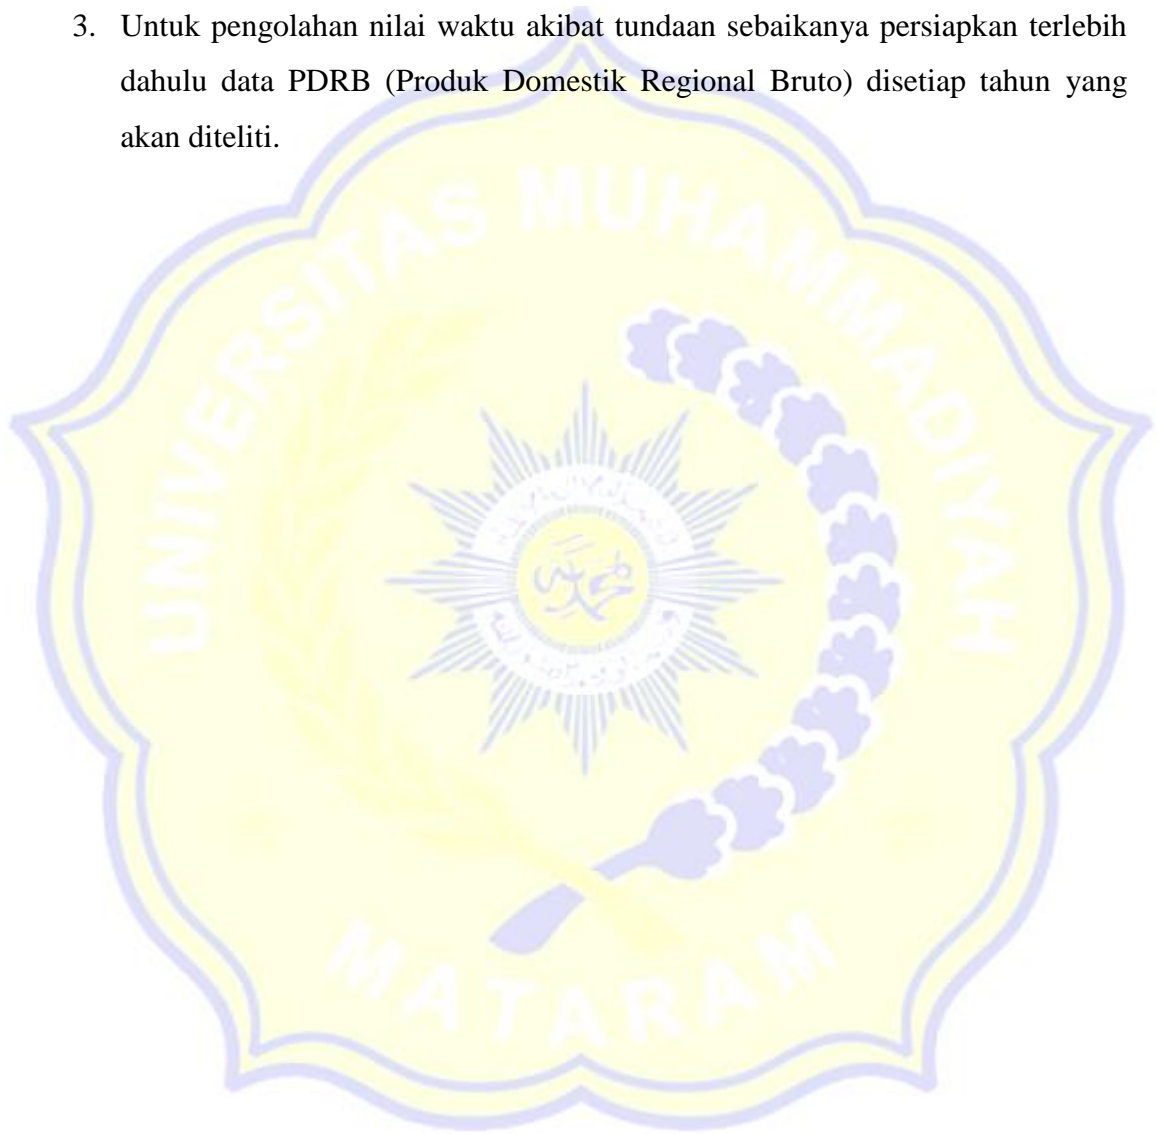 3. Untuk pengolahan nilai waktu akibat tundaan sebaikanya persiapkan terlebih
dahulu data PDRB (Produk Domestik Regional Bruto) disetiap tahun yang
akan diteliti.
UNIVERSITAS MUHAMMADIYAH
MATARAM